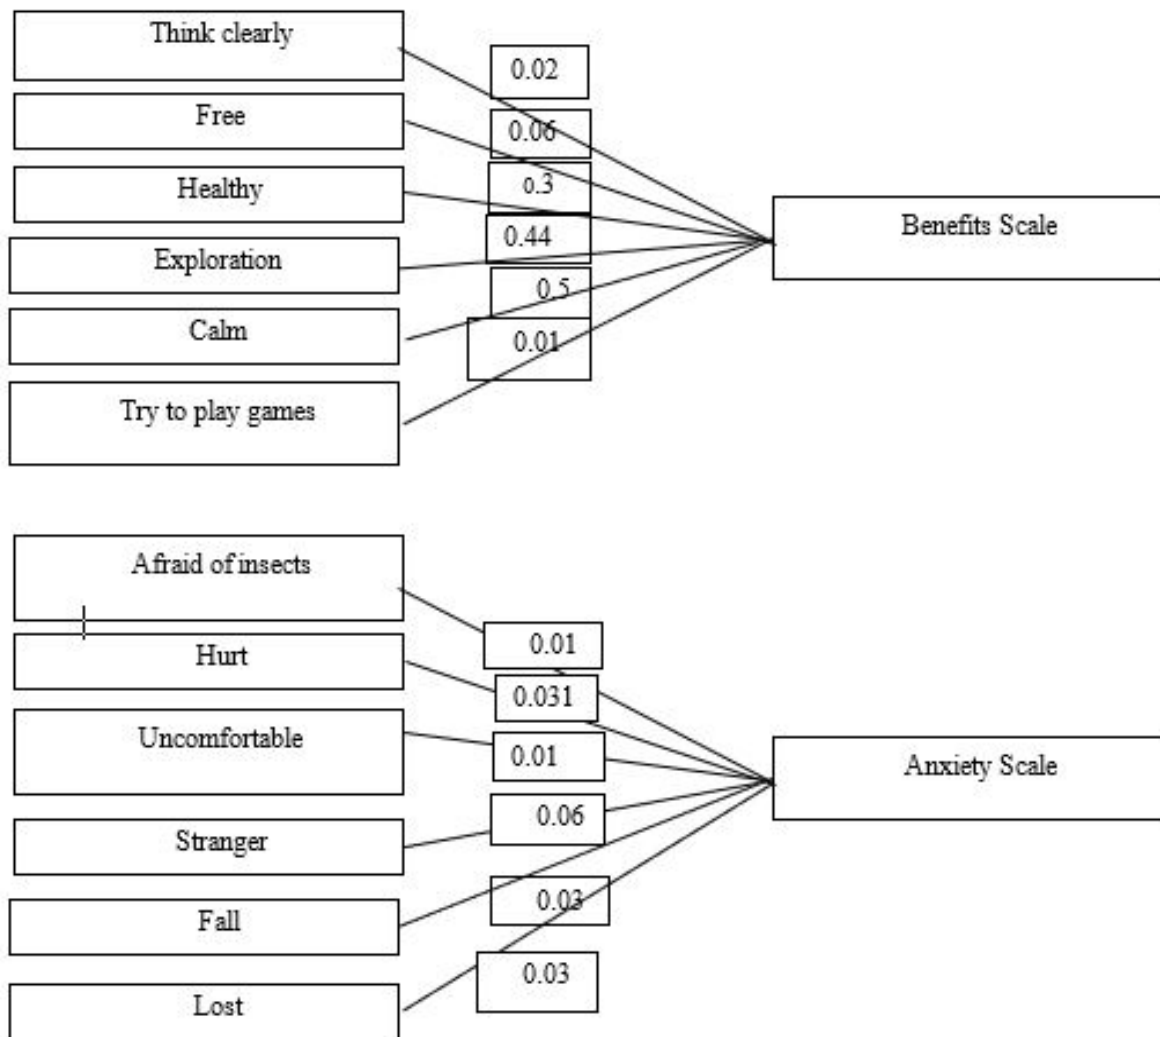 Think clearly
0.02
Free
0.06
Healthy
0.3
Benefits Scale
Exploration
0.44
Calm
0.5
Try to play games
0.01
Afraid of insects
0.01
Hurt
0.031
Uncomfortable
0.01
Anxiety Scale
Stranger
0.06
Fall
0.03
Lost
0.03